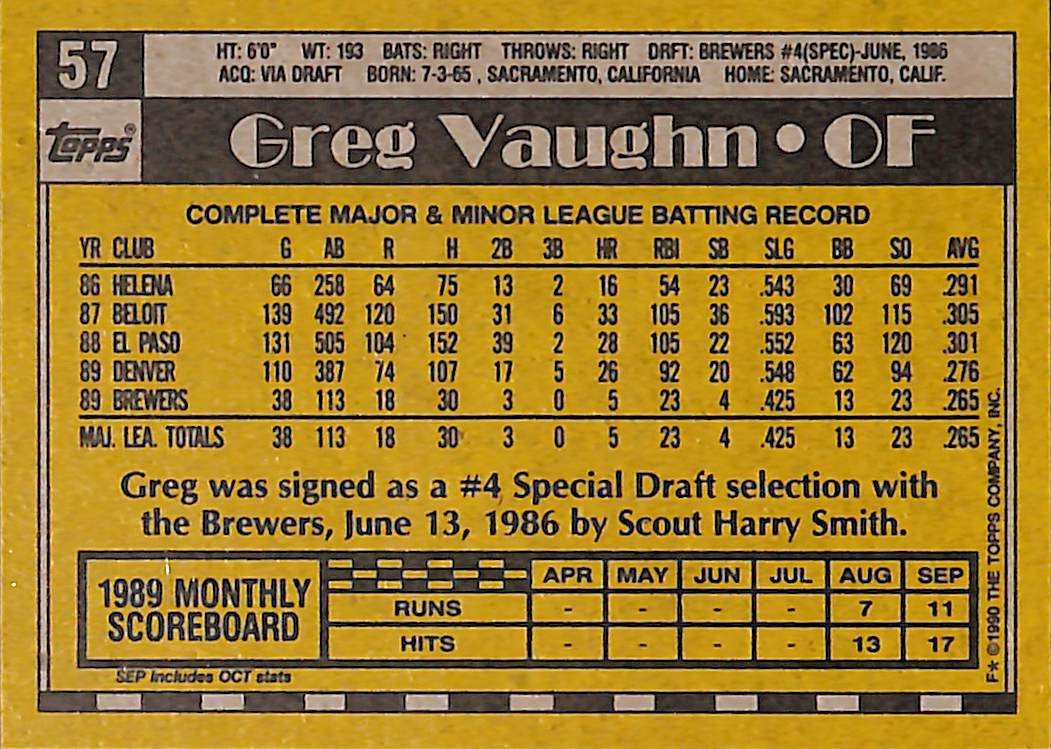 57
HT: 6'0" WT: 193 BATS: RIGHT THROWS: RIGHT DRFT: BREWERS #4(SPEC)-JUNE, 1986
ACQ: VIA DRAFT BORN: 7-3-65 , SACRAMENTO, CALIFORNIA HOME: SACRAMENTO, CALIF.
topps®
Greg Vaughn • OF
COMPLETE MAJOR & MINOR LEAGUE BATTING RECORD
YR CLUB G AB R H 2B 3B HR RBI SB SLG BB SO AVG
86 HELENA 66 258 64 75 13 2 16 54 23 .543 30 69 .291
87 BELOIT 139 492 120 150 31 6 33 105 36 .593 102 115 .305
88 EL PASO 131 505 104 152 39 2 28 105 22 .552 63 120 .301
89 DENVER 110 387 74 107 17 5 26 92 20 .548 62 94 .276
89 BREWERS 38 113 18 30 3 0 5 23 4 .425 13 23 .265
MAJ. LEA. TOTALS 38 113 18 30 3 0 5 23 4 .425 13 23 .265
Greg was signed as a #4 Special Draft selection with
the Brewers, June 13, 1986 by Scout Harry Smith.
1989 MONTHLY
SCOREBOARD
APR MAY JUN JUL AUG SEP
RUNS - - - - 7 11
HITS - - - - 13 17
SEP Includes OCT stats
F* © 1990 THE TOPPS COMPANY, INC.